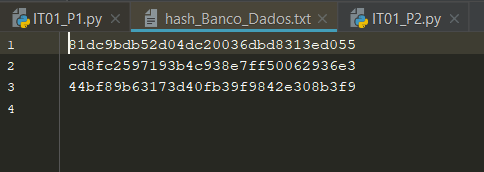 IT01_P1.py hash_Banco_Dados.txt IT01_P2.py
1 81dc9bdb52d04dc20036dbd8313ed055
2 cd8fc2597193b4c938e7ff50062936e3
3 44bf89b63173d40fb39f9842e308b3f9
4